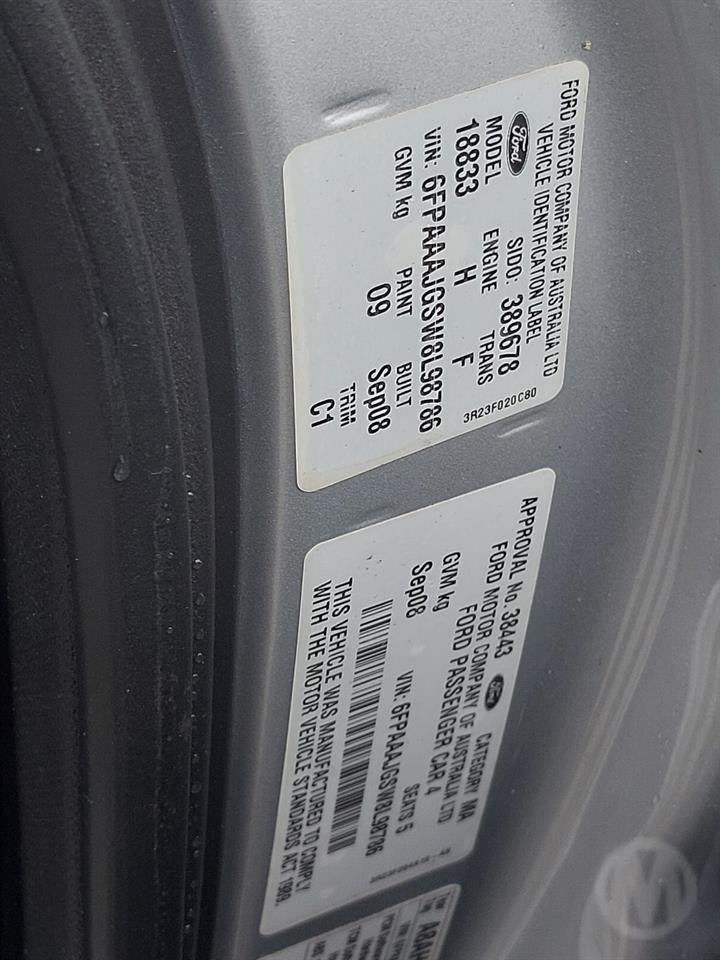 FORD MOTOR COMPANY OF AUSTRALIA LTD
VEHICLE IDENTIFICATION LABEL
Ford SIDO: 389678
MODEL ENGINE TRANS
18833 H F
VIN: 6FPAAAJGSW8L98786
GVM kg PAINT BUILT TRIM
09 Sep08 C1
3R23F020C80
APPROVAL No. 38443 Ford CATEGORY MA
FORD MOTOR COMPANY OF AUSTRALIA LTD
FORD PASSENGER CAR 4
GVM kg SEATS 5
Sep08 VIN: 6FPAAAJGSW8L98786
THIS VEHICLE WAS MANUFACTURED TO COMPLY
WITH THE MOTOR VEHICLE STANDARDS ACT 1989.
M